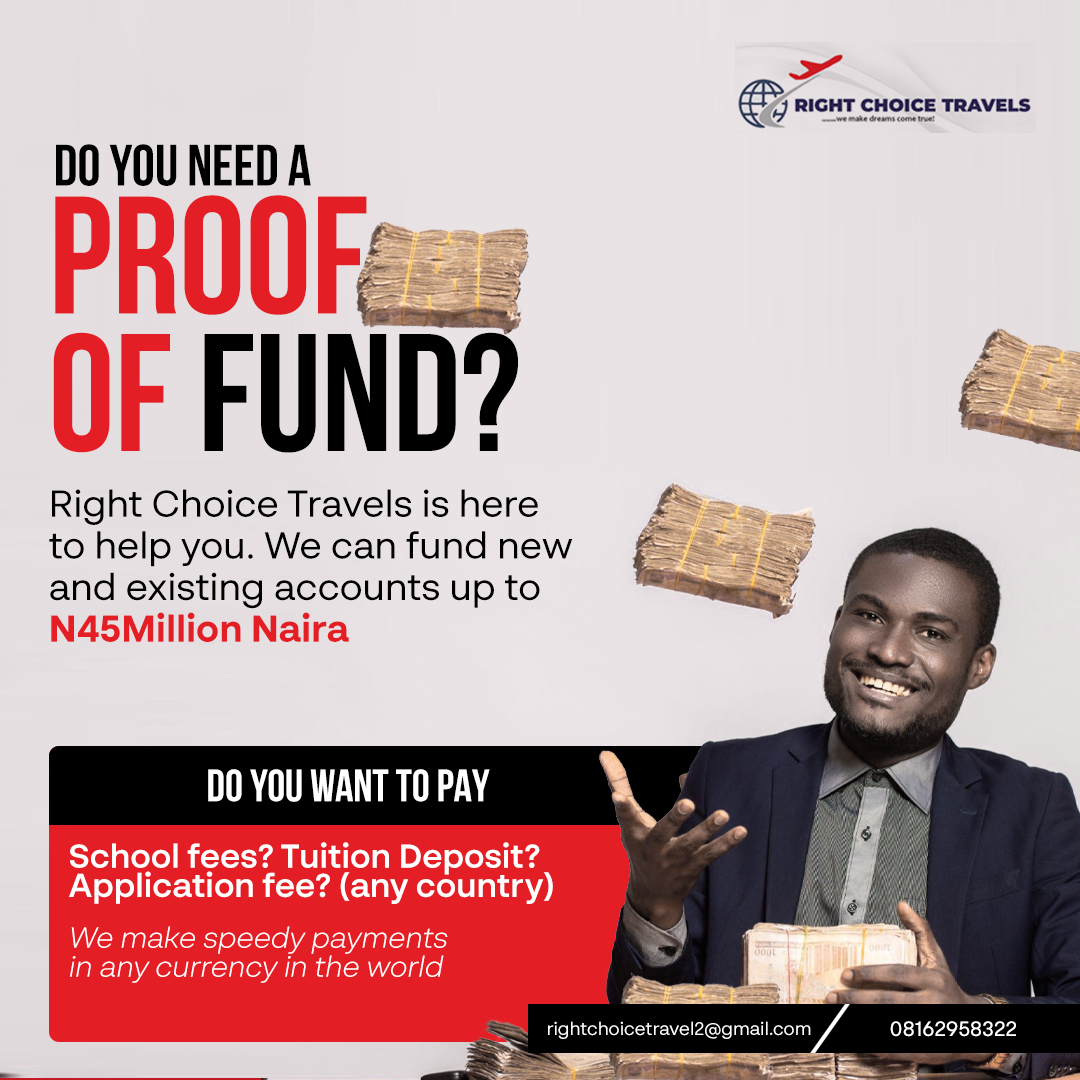 RIGHT CHOICE TRAVELS
........we make dreams come true!
DO YOU NEED A
PROOF
OF FUND?
Right Choice Travels is here
to help you. We can fund new
and existing accounts up to
N45Million Naira
DO YOU WANT TO PAY
School fees? Tuition Deposit?
Application fee? (any country)
We make speedy payments
in any currency in the world
1000
1000
rightchoicetravel2@gmail.com
08162958322